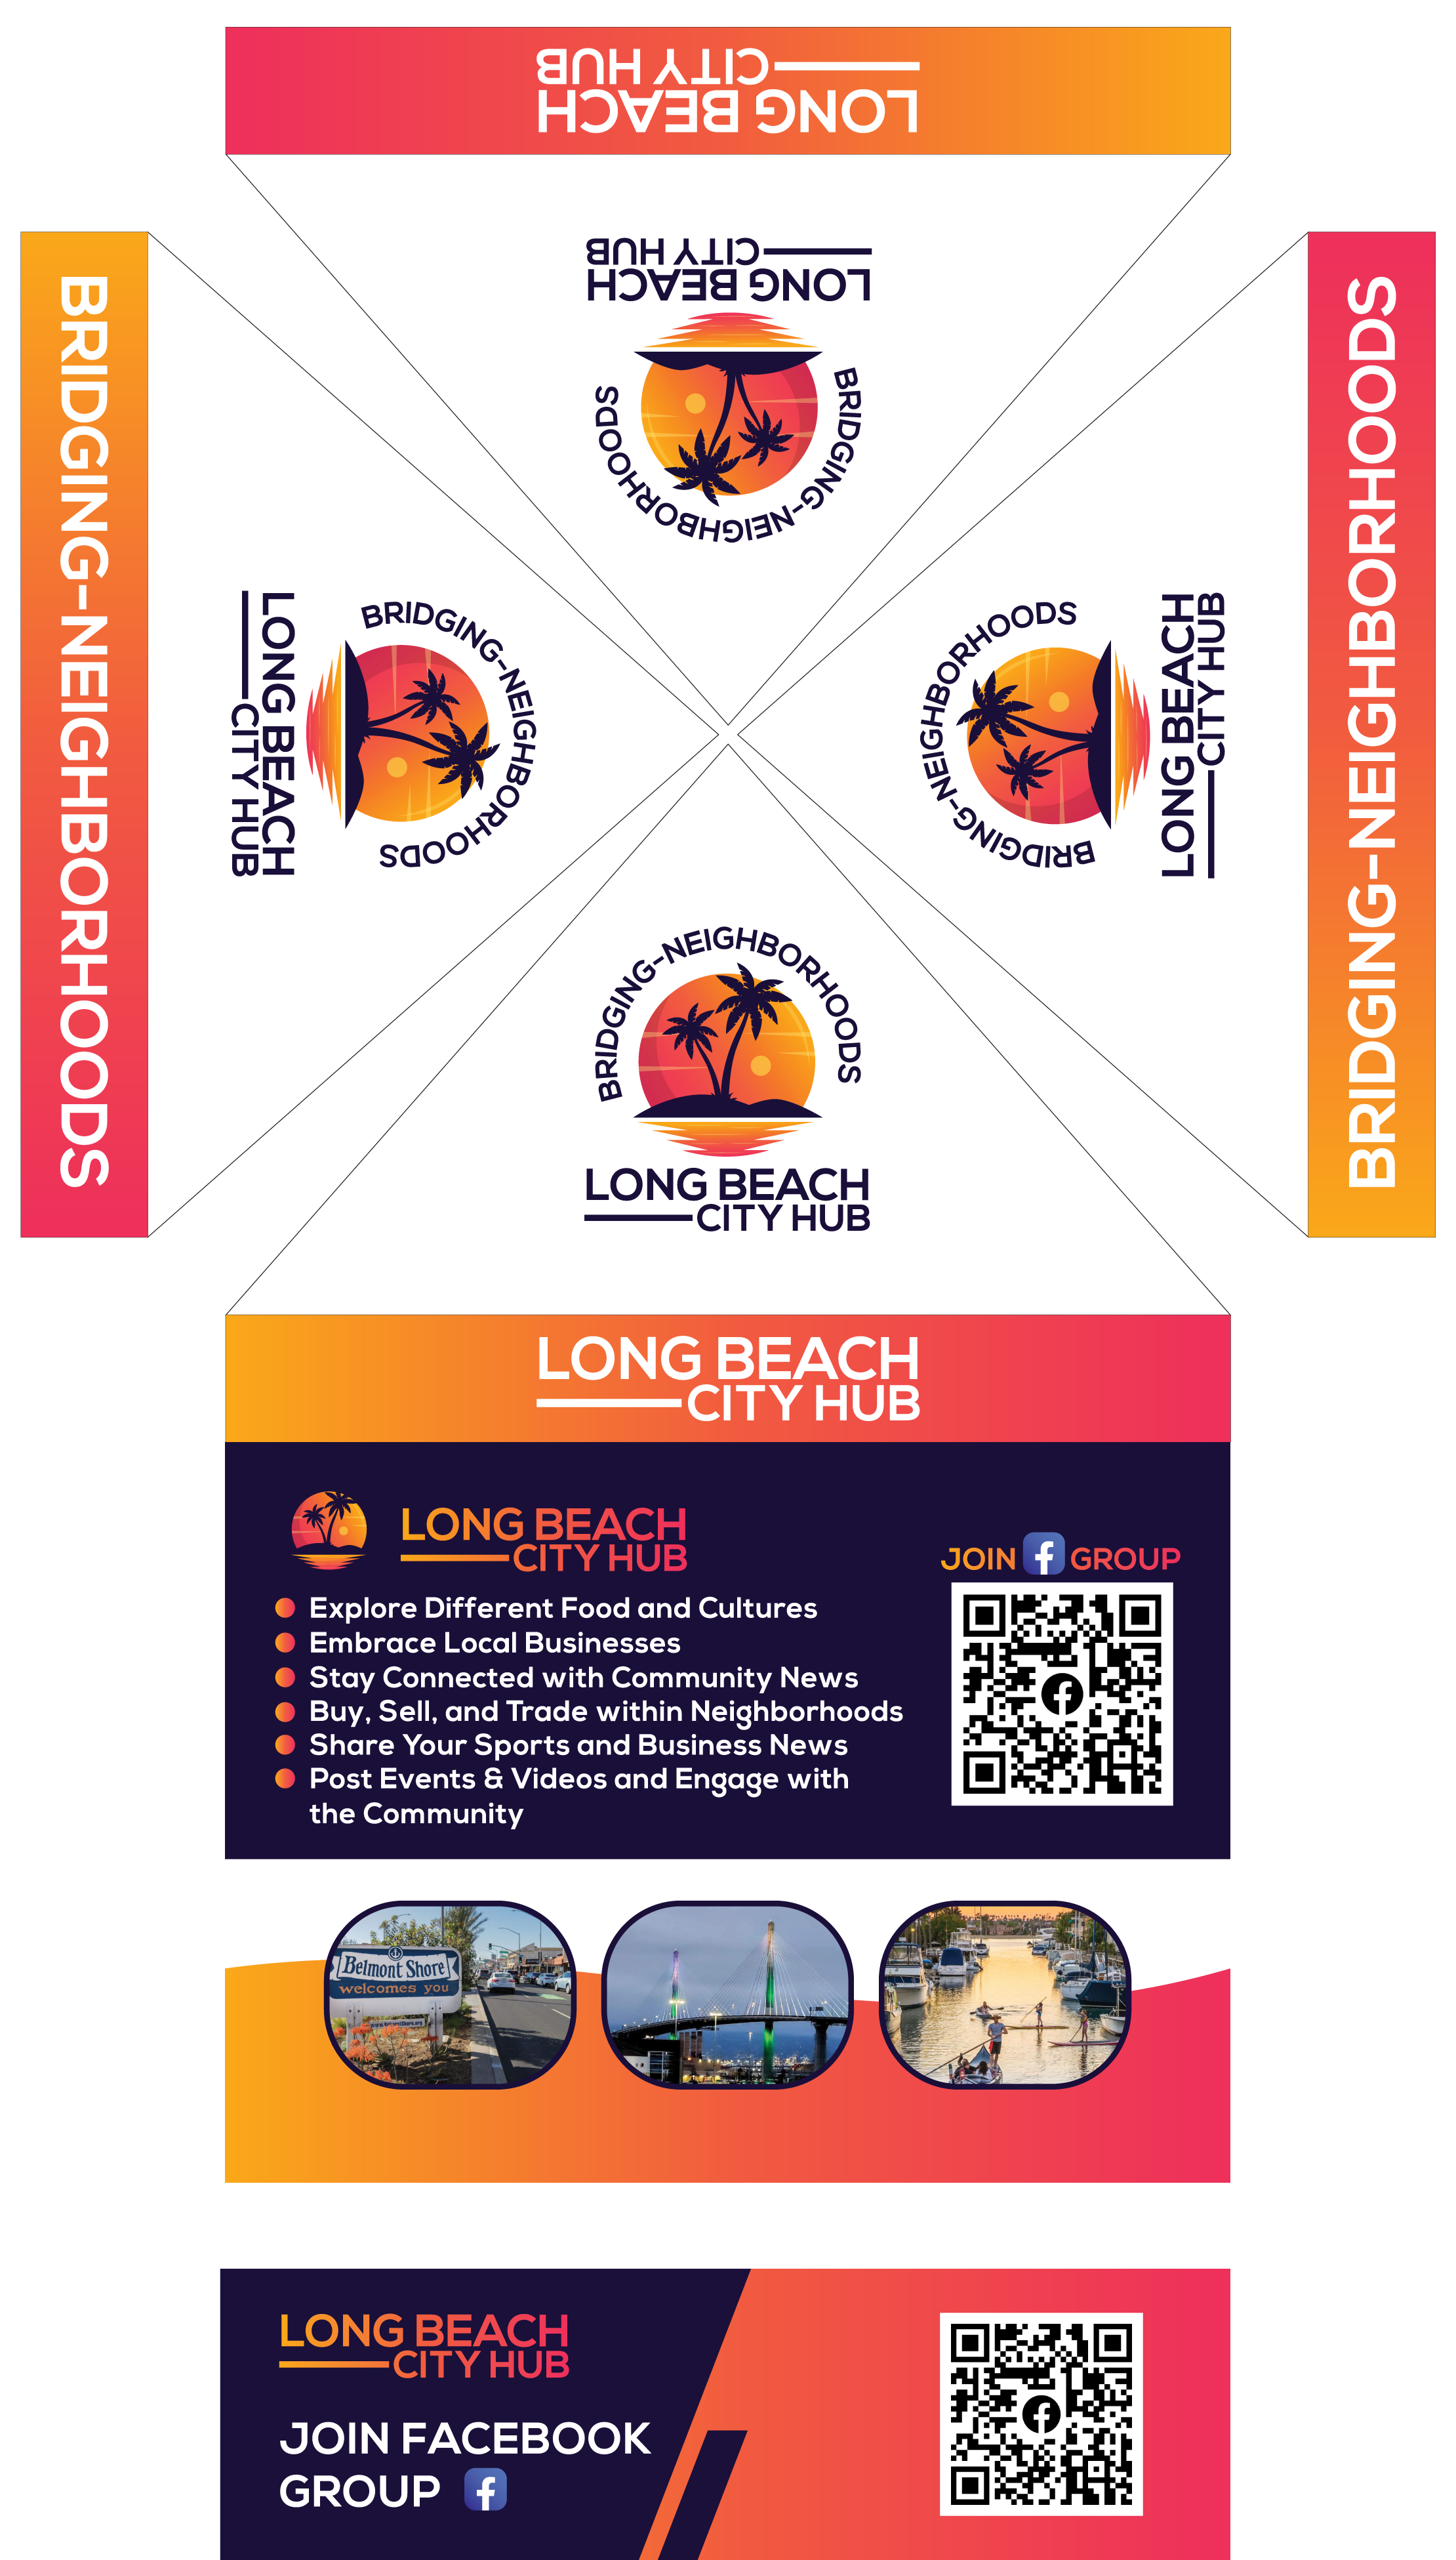 LONG BEACH
CITY HUB
LONG BEACH
CITY HUB
BRIDGING-NEIGHBORHOODS
BRIDGING-NEIGHBORHOODS
BRIDGING-NEIGHBORHOODS
LONG BEACH
CITY HUB
BRIDGING-NEIGHBORHOODS
LONG BEACH
CITY HUB
BRIDGING-NEIGHBORHOODS
BRIDGING-NEIGHBORHOODS
LONG BEACH
CITY HUB
LONG BEACH
CITY HUB
LONG BEACH
CITY HUB
JOIN GROUP
Explore Different Food and Cultures
Embrace Local Businesses
Stay Connected with Community News
Buy, Sell, and Trade within Neighborhoods
Share Your Sports and Business News
Post Events & Videos and Engage with
the Community
Belmont Shore
welcomes you
LONG BEACH
CITY HUB
JOIN FACEBOOK
GROUP